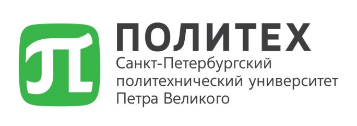 ПОЛИТЕХ
Санкт-Петербургский
политехнический университет
Петра Великого